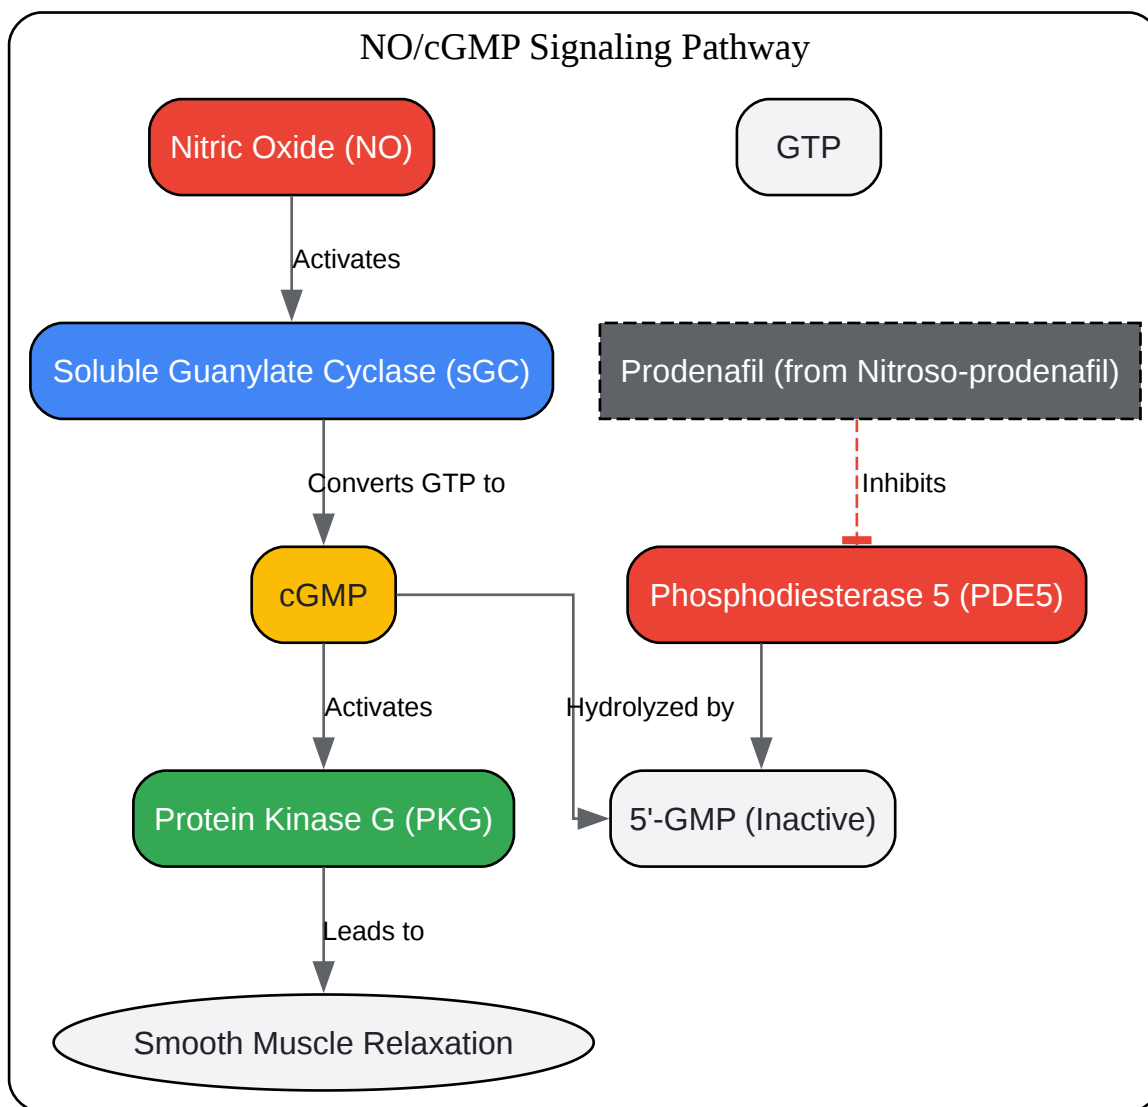 NO/cGMP Signaling Pathway
Nitric Oxide (NO)
GTP
Activates
Soluble Guanylate Cyclase (sGC)
Prodenafil (from Nitroso-prodenafil)
Converts GTP to
Inhibits
cGMP
Phosphodiesterase 5 (PDE5)
Activates
Hydrolyzed by
Protein Kinase G (PKG)
5'-GMP (Inactive)
Leads to
Smooth Muscle Relaxation